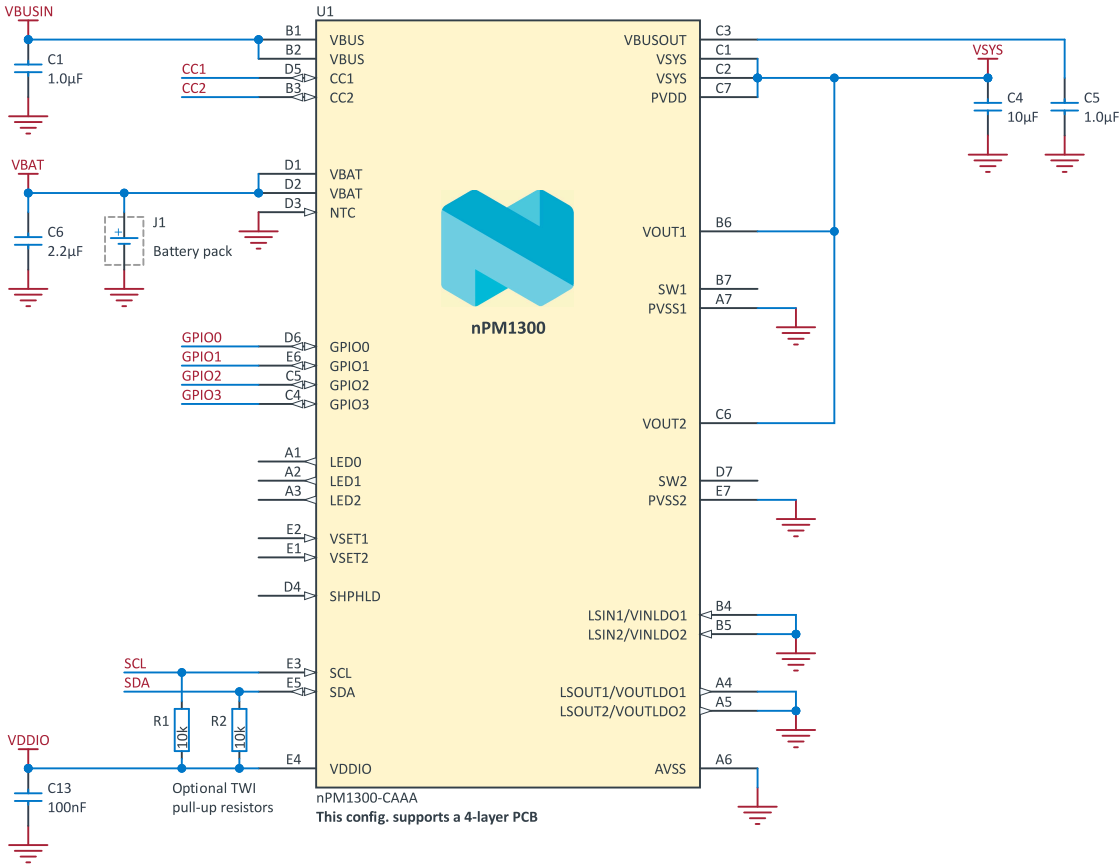 U1
VBUSIN
C1
1.0µF
CC1
CC2
B1
B2
D5
B3
VBUS
VBUS
CC1
CC2
VBUSOUT
VSYS
VSYS
PVDD
C3
C1
C2
C7
VSYS
C4
10µF
C5
1.0µF
VBAT
C6
2.2µF
+
J1
Battery pack
D1
D2
D3
VBAT
VBAT
NTC
nPM1300
VOUT1
B6
SW1
B7
PVSS1
A7
GPIO0
GPIO1
GPIO2
GPIO3
D6
E6
C5
C4
GPIO0
GPIO1
GPIO2
GPIO3
VOUT2
C6
A1
A2
A3
LED0
LED1
LED2
SW2
D7
PVSS2
E7
E2
E1
VSET1
VSET2
D4
SHPHLD
LSIN1/VINLDO1
LSIN2/VINLDO2
B4
B5
SCL
SDA
E3
E5
SCL
SDA
LSOUT1/VOUTLDO1
LSOUT2/VOUTLDO2
A4
A5
R1
10k
R2
10k
VDDIO
C13
100nF
E4
VDDIO
AVSS
A6
Optional TWI
pull-up resistors
nPM1300-CAAA
This config. supports a 4-layer PCB